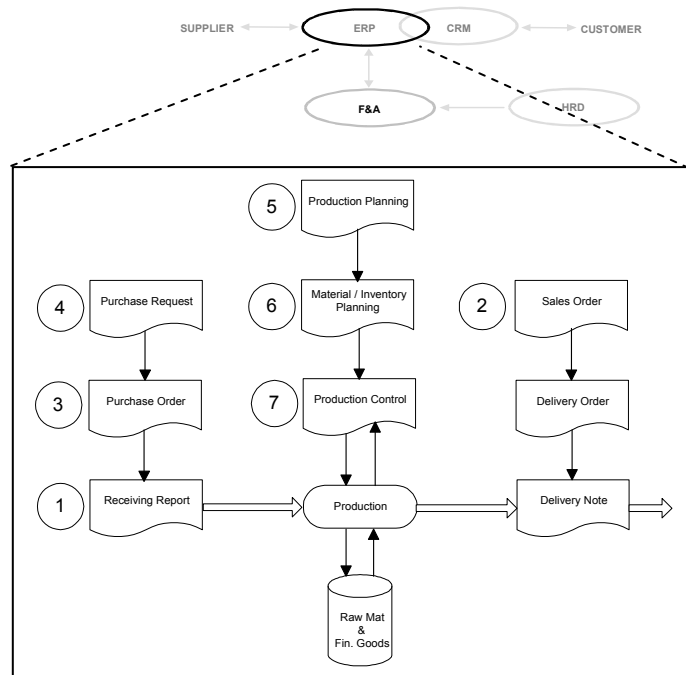 SUPPLIER
ERP
CRM
CUSTOMER
F&A
HRD
5
Production Planning
4
Purchase Request
6
Material / Inventory
Planning
2
Sales Order
3
Purchase Order
7
Production Control
Delivery Order
1
Receiving Report
Production
Delivery Note
Raw Mat
&
Fin. Goods